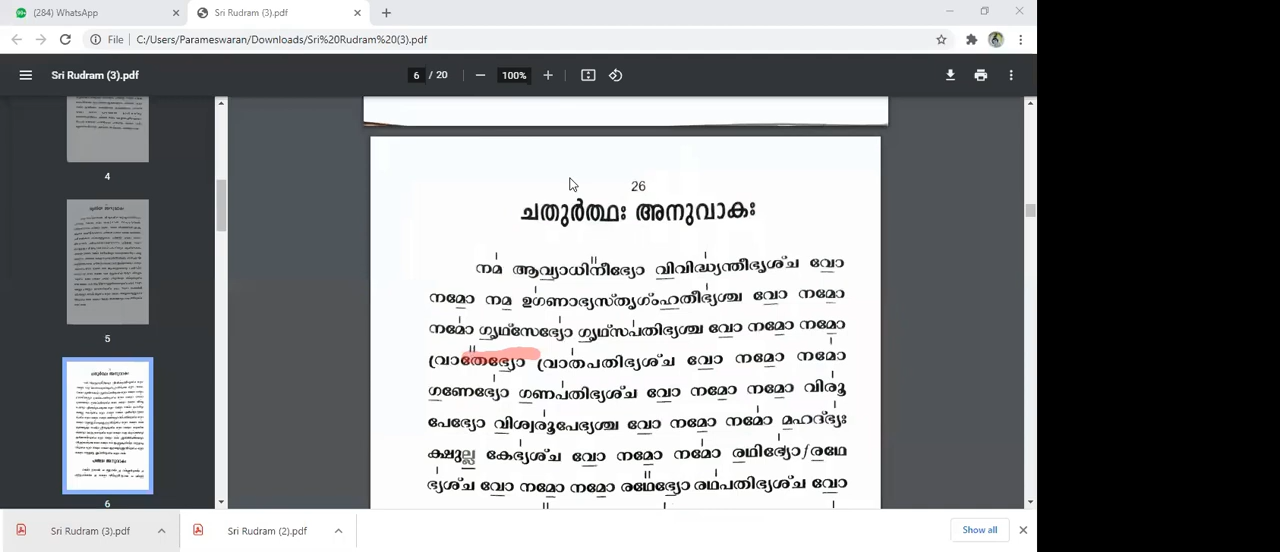 (284) WhatsApp
Sri Rudram (3).pdf
File
C:/Users/Parameswaran/Downloads/Sri%20Rudram%20(3).pdf
Sri Rudram (3).pdf
6 / 20
100%
4
5
6
26
ചതുർത്ഥഃ അനുവാകഃ
നമ ആവ്യാധിനീഭ്യോ വിവിദ്ധ്യന്തീഭ്യശ്ച വോ
നമോ നമ ഉഗണാഭ്യസ്തൃഗ്ംഹതീഭ്യശ്ച വോ നമോ
നമോ ഗൃഥ്സേഭ്യോ ഗൃഥ്സപതിഭ്യശ്ച വോ നമോ നമോ
വ്രാതേഭ്യോ വ്രാതപതിഭ്യശ്ച വോ നമോ നമോ
ഗണേഭ്യോ ഗണപതിഭ്യശ്ച വോ നമോ നമോ വിരൂ
പേഭ്യോ വിശ്വരൂപേഭ്യശ്ച വോ നമോ നമോ മഹദ്ഭ്യഃ
ക്ഷുല്ല കേഭ്യശ്ച വോ നമോ നമോ രഥിഭ്യോ/രഥേ
ഭ്യശ്ച വോ നമോ നമോ രഥേഭ്യോ രഥപതിഭ്യശ്ച വോ
Sri Rudram (3).pdf
Sri Rudram (2).pdf
Show all